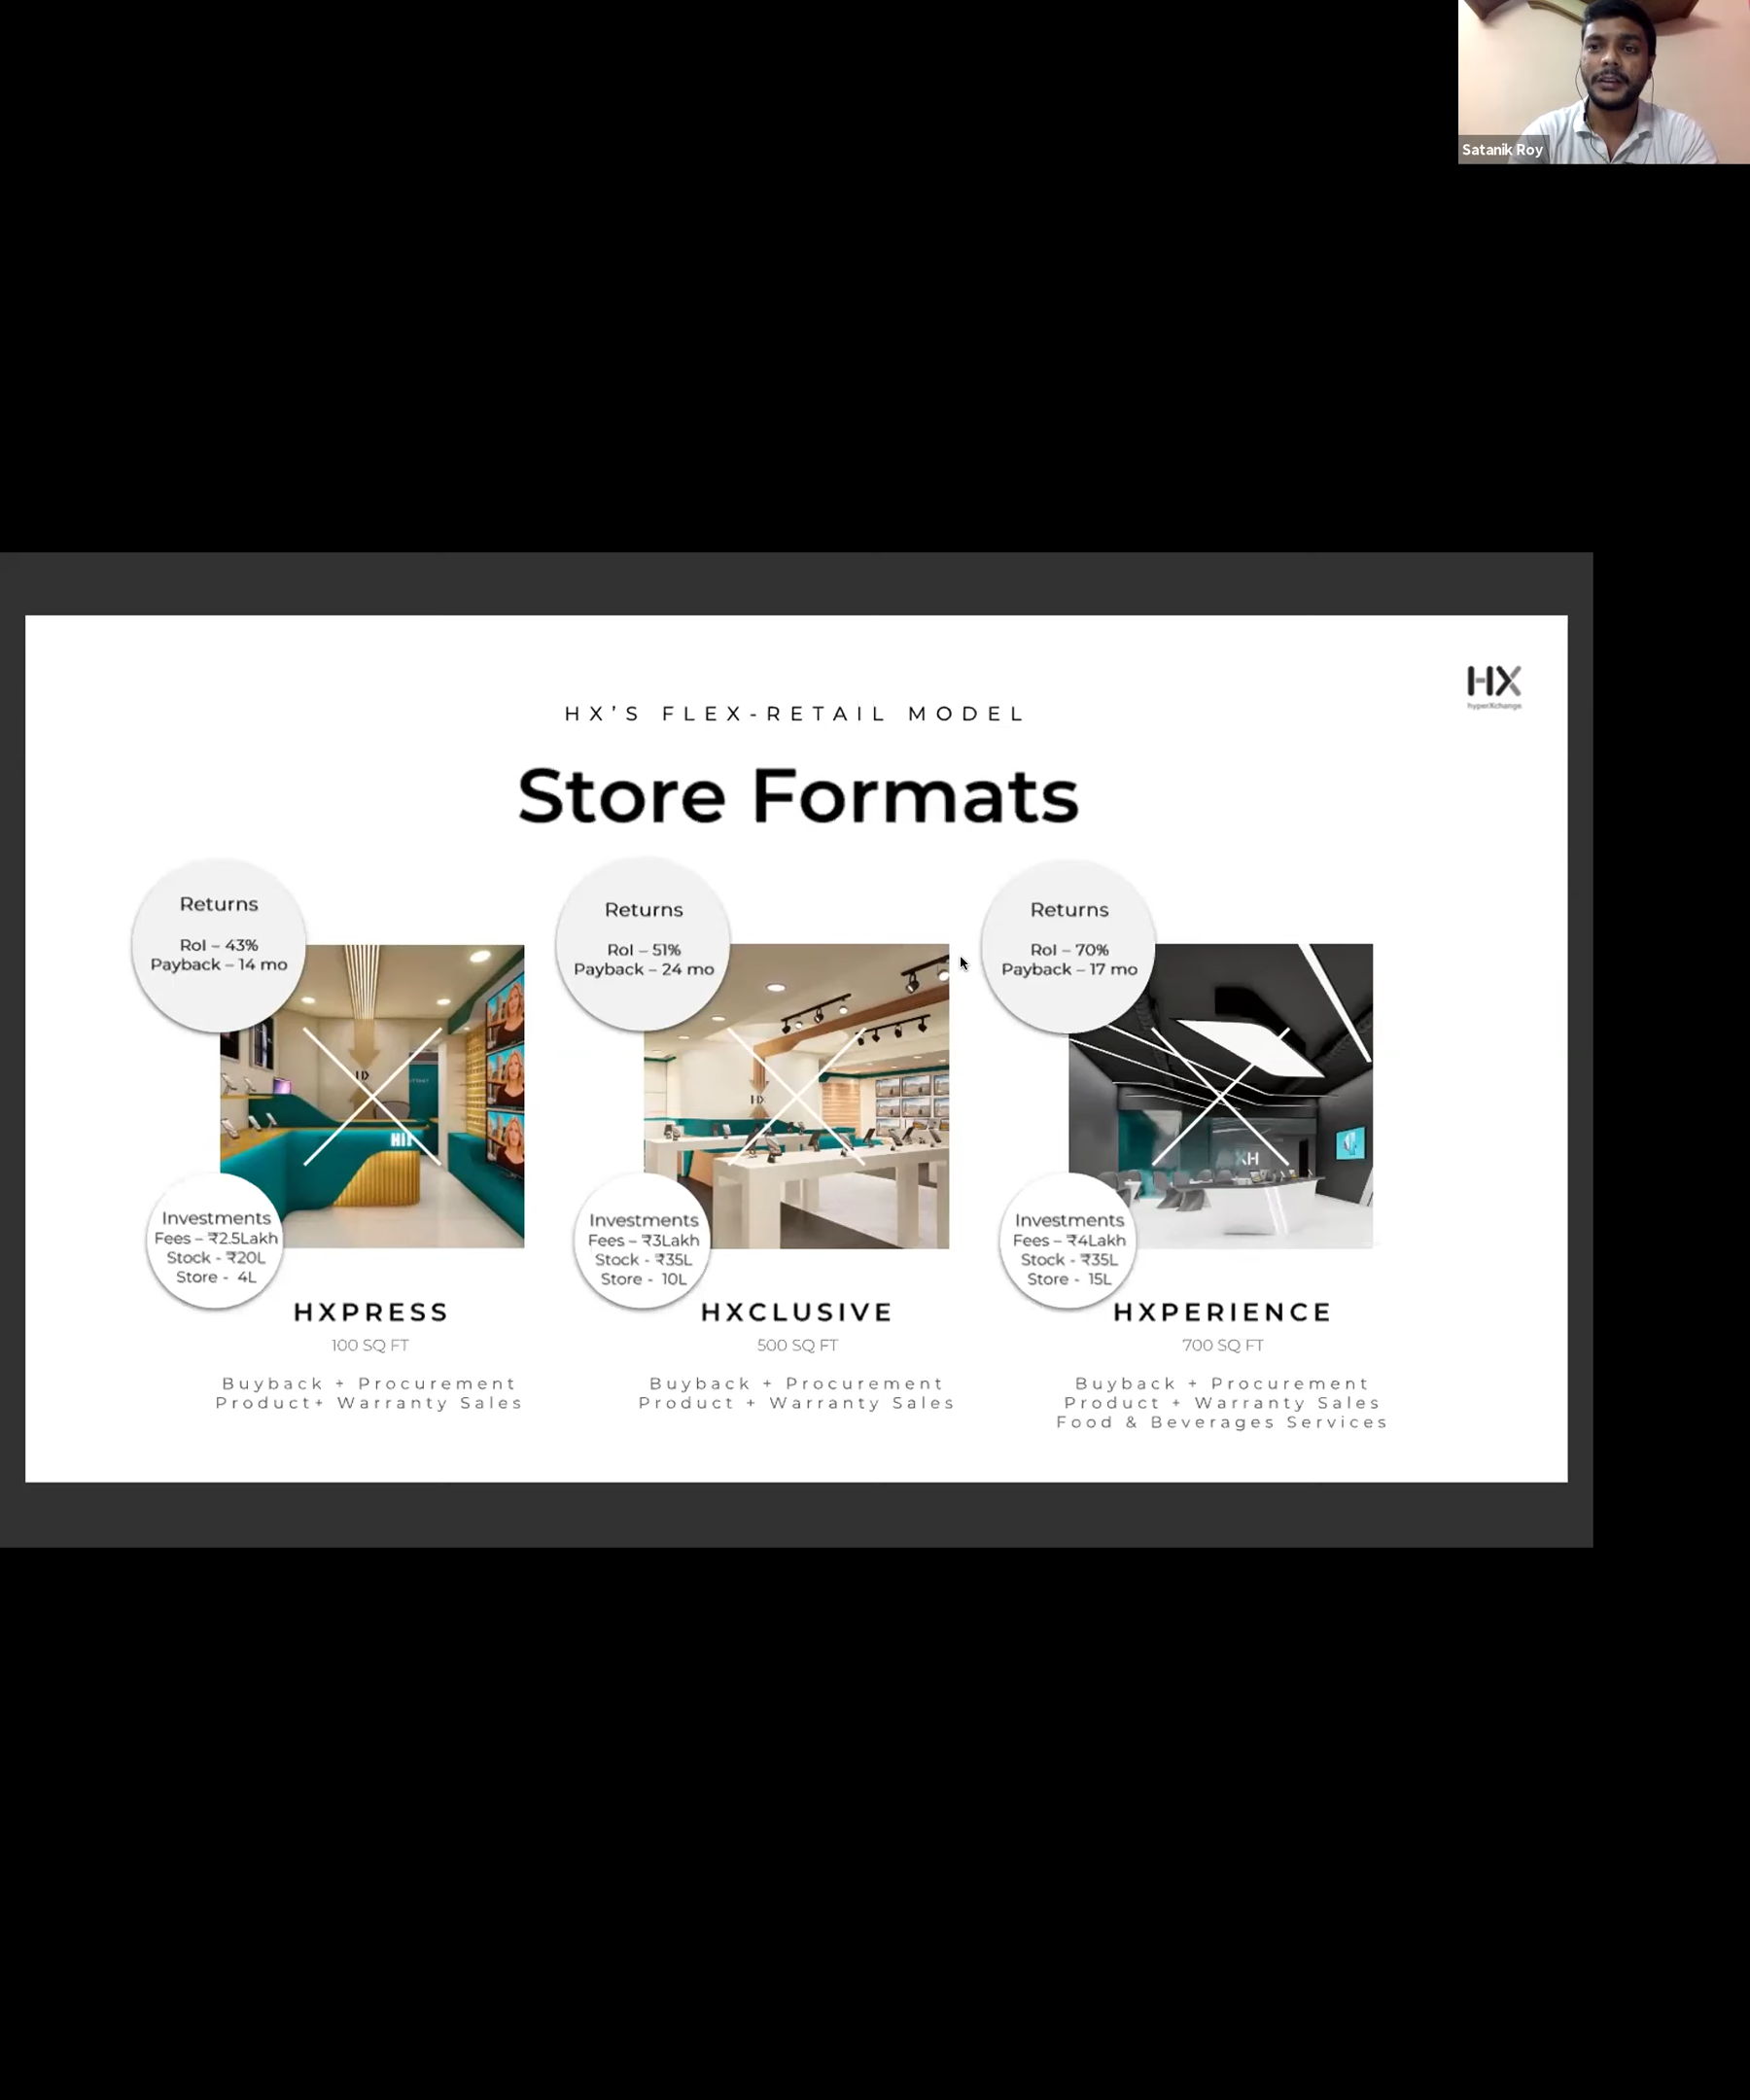 Satanik Roy
HX
hyperXchange
HX'S FLEX-RETAIL MODEL
Store Formats
Returns
RoI – 43%
Payback – 14 mo
Hi!
Investments
Fees – ₹2.5Lakh
Stock - ₹20L
Store - 4L
HXPRESS
100 SQ FT
Buyback + Procurement
Product+ Warranty Sales
Returns
RoI – 51%
Payback – 24 mo
Investments
Fees – ₹3Lakh
Stock - ₹35L
Store - 10L
HXCLUSIVE
500 SQ FT
Buyback + Procurement
Product + Warranty Sales
Returns
RoI – 70%
Payback – 17 mo
XH
Investments
Fees – ₹4Lakh
Stock - ₹35L
Store - 15L
HXPERIENCE
700 SQ FT
Buyback + Procurement
Product + Warranty Sales
Food & Beverages Services